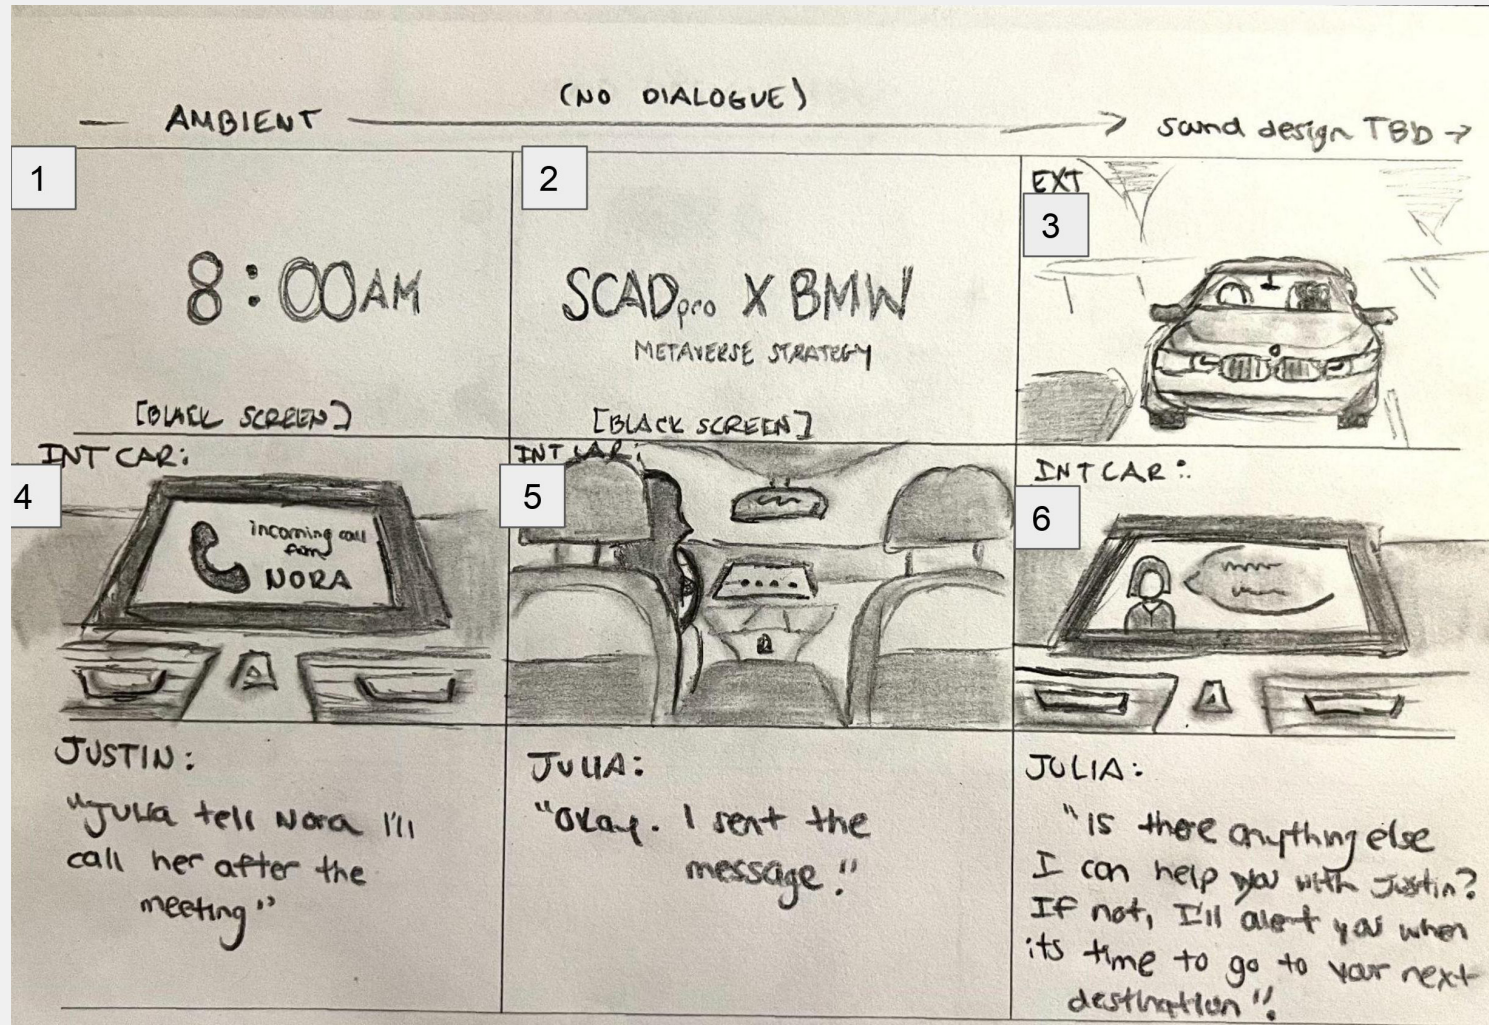 (NO DIALOGUE)
AMBIENT
sound design TBD
1
8:00AM
[BLACK SCREEN]
2
SCADpro X BMW
METAVERSE STRATEGY
[BLACK SCREEN]
EXT
3
INT CAR:
4
incoming call
from
NORA
JUSTIN:
"Julia tell Nora I'll
call her after the
meeting"
INT CAR:
5
JULIA:
"Okay. I sent the
message."
INT CAR:
6
JULIA:
"Is there anything else
I can help you with Justin?
If not, I'll alert you when
its time to go to your next
destination".